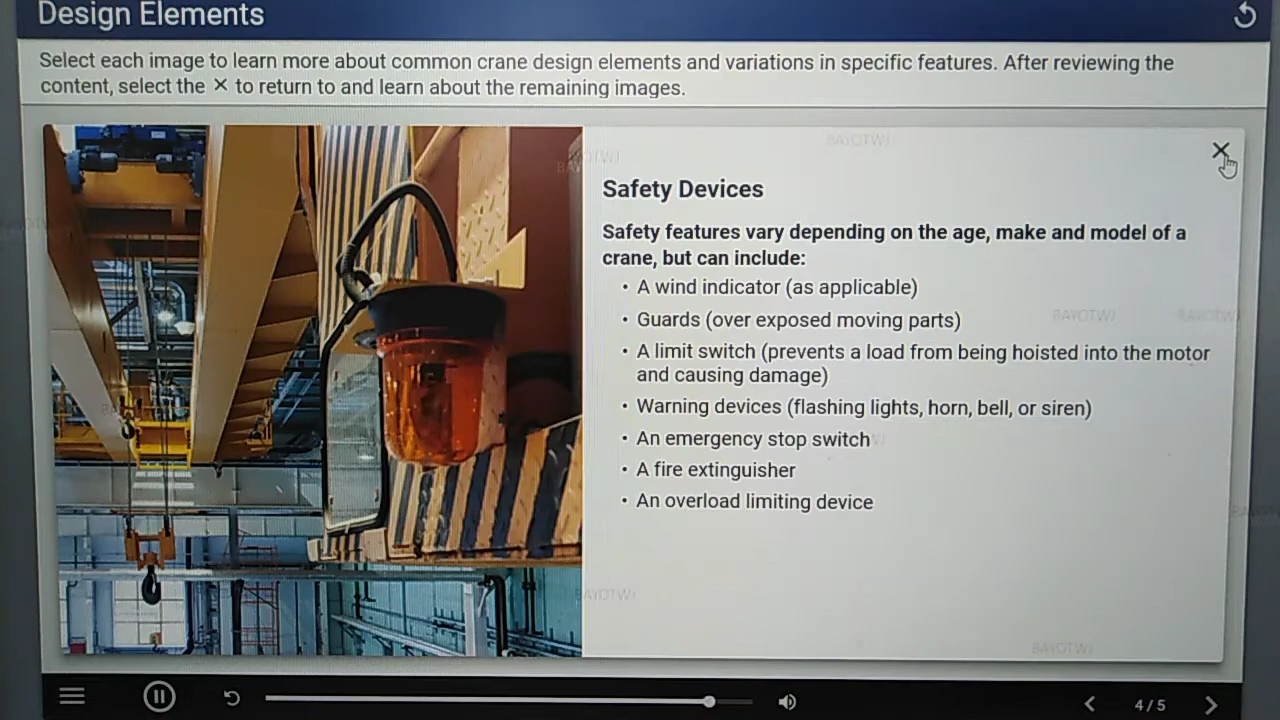 Design Elements
Select each image to learn more about common crane design elements and variations in specific features. After reviewing the
content, select the × to return to and learn about the remaining images.
BAYOTWJ
Safety Devices
Safety features vary depending on the age, make and model of a
crane, but can include:
• A wind indicator (as applicable)
• Guards (over exposed moving parts)
BAYOTWJ
• A limit switch (prevents a load from being hoisted into the motor
and causing damage)
• Warning devices (flashing lights, horn, bell, or siren)
• An emergency stop switch
• A fire extinguisher
• An overload limiting device
BAYOTWJ
BAYOTWJ
4 / 5